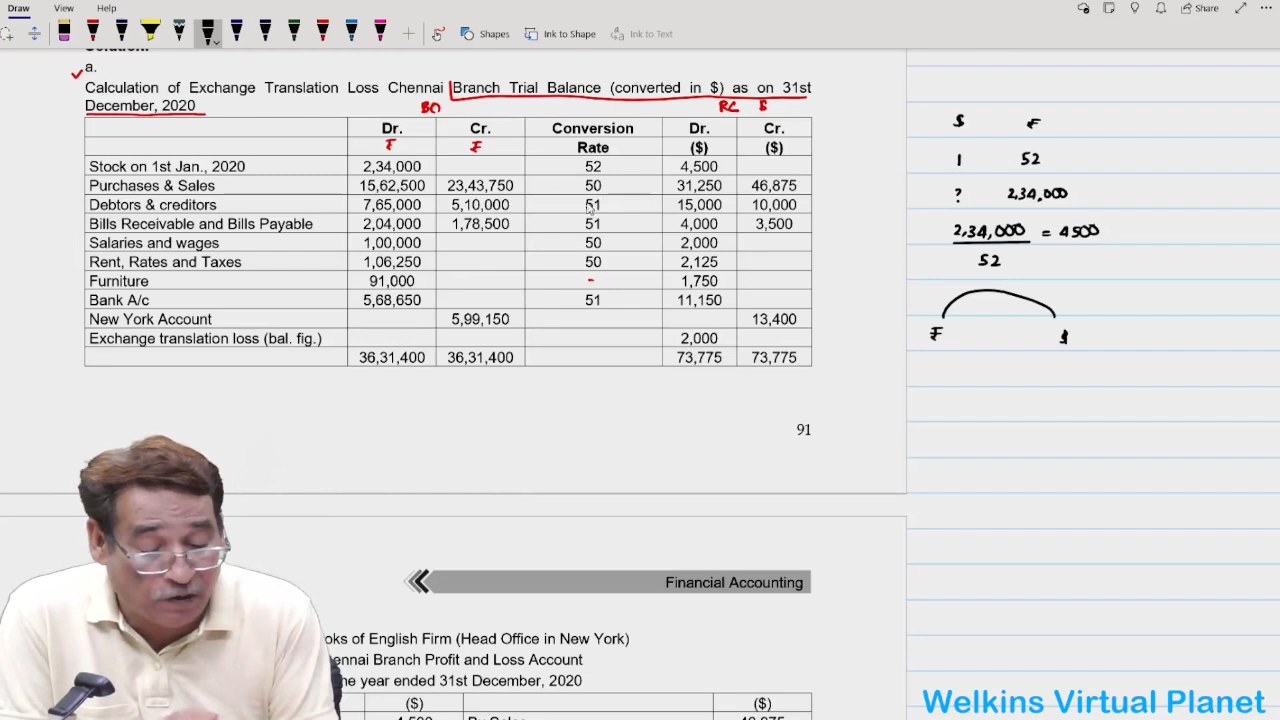 Draw View Help
Share
Shapes Ink to Shape Ink to Text
Solution:
a.
Calculation of Exchange Translation Loss Chennai Branch Trial Balance (converted in $) as on 31st
December, 2020
BO RC $
Dr. Cr. Conversion Dr. Cr.
₹ ₹ Rate ($) ($)
Stock on 1st Jan., 2020 2,34,000 52 4,500
Purchases & Sales 15,62,500 23,43,750 50 31,250 46,875
Debtors & creditors 7,65,000 5,10,000 51 15,000 10,000
Bills Receivable and Bills Payable 2,04,000 1,78,500 51 4,000 3,500
Salaries and wages 1,00,000 50 2,000
Rent, Rates and Taxes 1,06,250 50 2,125
Furniture 91,000 - 1,750
Bank A/c 5,68,650 51 11,150
New York Account 5,99,150 13,400
Exchange translation loss (bal. fig.) 2,000
36,31,400 36,31,400 73,775 73,775
91
$ ₹
1 52
? 2,34,000
2,34,000 = 4500
52
₹ $
Financial Accounting
oks of English Firm (Head Office in New York)
ennai Branch Profit and Loss Account
he year ended 31st December, 2020
($) ($)
4,500 By Sales 46,875
Welkins Virtual Planet